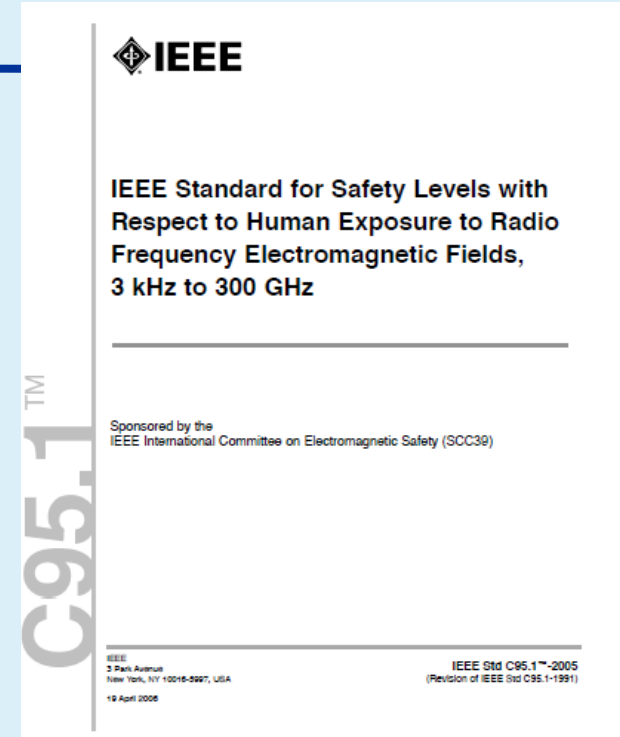 IEEE
IEEE Standard for Safety Levels with
Respect to Human Exposure to Radio
Frequency Electromagnetic Fields,
3 kHz to 300 GHz
C95.1™
Sponsored by the
IEEE International Committee on Electromagnetic Safety (SCC39)
IEEE
3 Park Avenue
New York, NY 10016-5997, USA
19 April 2006
IEEE Std C95.1™-2005
(Revision of IEEE Std C95.1-1991)